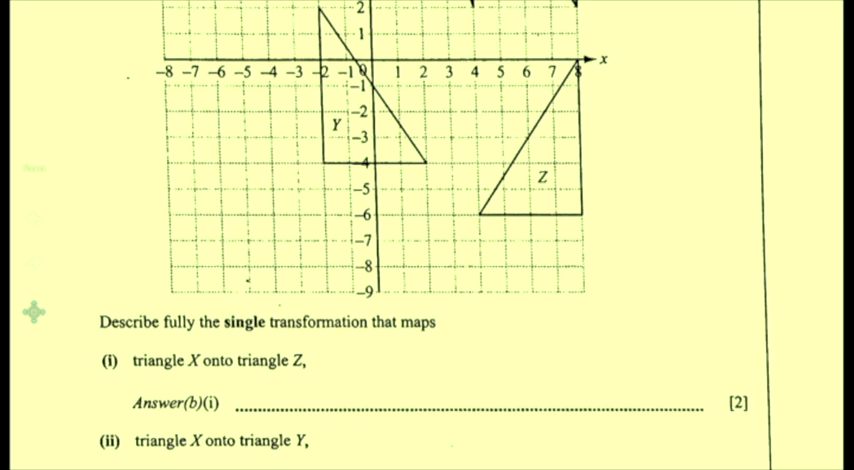 2
1
x
-8 -7 -6 -5 -4 -3 -2 -1 0 1 2 3 4 5 6 7 8
-1
-2
Y
-3
-4
Z
-5
-6
-7
-8
-9
Describe fully the single transformation that maps
(i) triangle X onto triangle Z,
Answer(b)(i) ........................................ [2]
(ii) triangle X onto triangle Y,